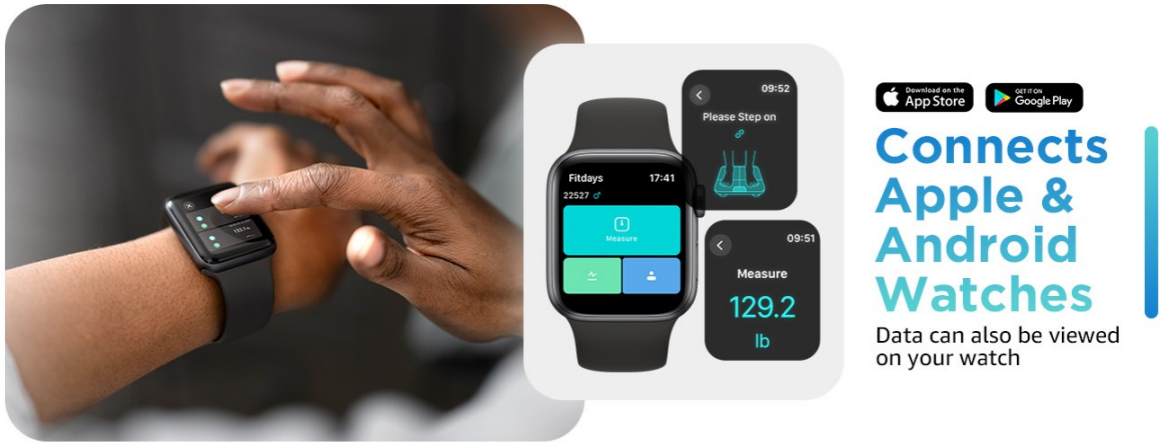 Fitdays 17:41
22527
Measure
09:52
Please Step on
09:51
Measure
129.2
lb
Download on the
App Store
GET IT ON
Google Play
Connects
Apple &
Android
Watches
Data can also be viewed
on your watch